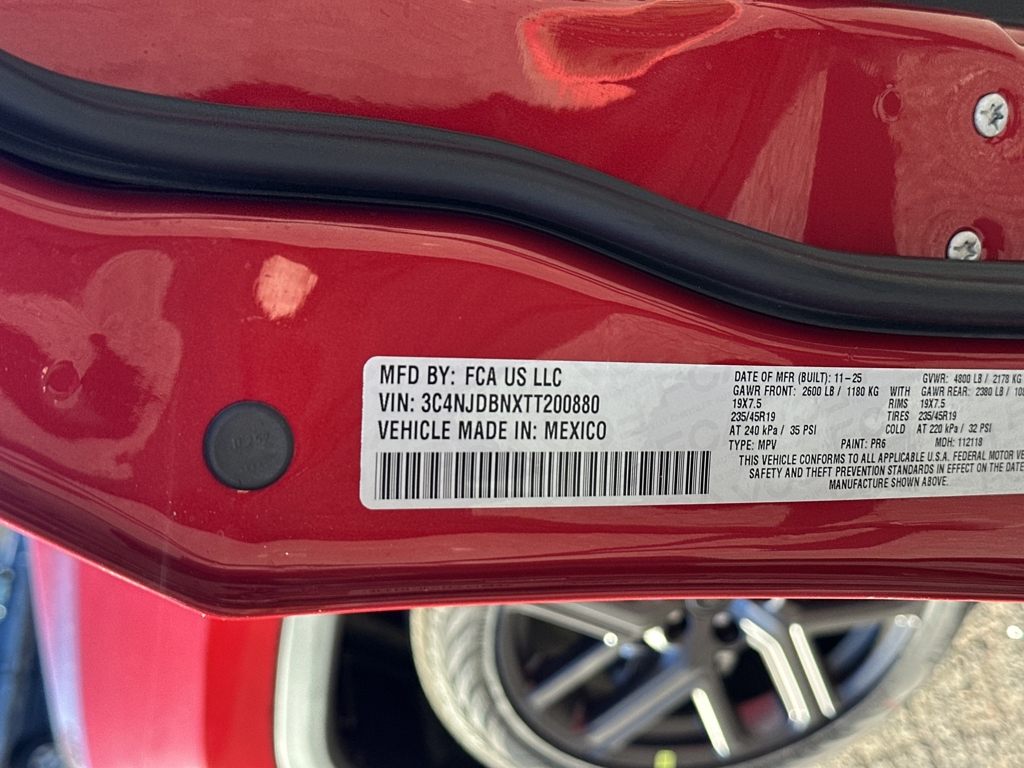 MFD BY: FCA US LLC
VIN: 3C4NJDBNXTT200880
VEHICLE MADE IN: MEXICO
DATE OF MFR (BUILT): 11-25 GVWR: 4800 LB / 2178 KG
GAWR FRONT: 2600 LB / 1180 KG WITH GAWR REAR: 2380 LB /
19X7.5 RIMS 19X7.5
235/45R19 TIRES 235/45R19
AT 240 kPa / 35 PSI COLD AT 220 kPa / 32 PSI
TYPE: MPV PAINT: PR6 MDH: 112118
THIS VEHICLE CONFORMS TO ALL APPLICABLE U.S.A. FEDERAL MOTOR
SAFETY AND THEFT PREVENTION STANDARDS IN EFFECT ON THE DATE
MANUFACTURE SHOWN ABOVE.